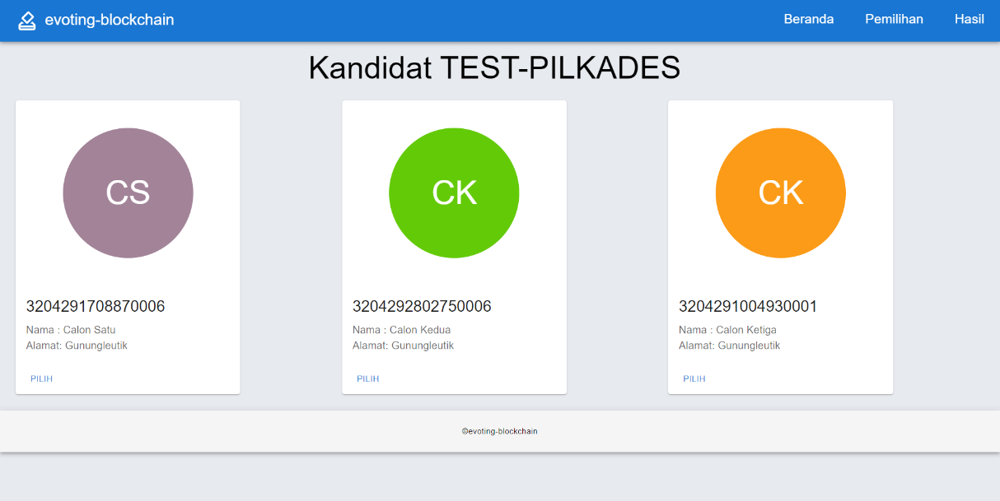 evoting-blockchain
Beranda
Pemilihan
Hasil
Kandidat TEST-PILKADES
CS
3204291708870006
Nama : Calon Satu
Alamat: Gunungleutik
PILIH
CK
3204292802750006
Nama : Calon Kedua
Alamat: Gunungleutik
PILIH
CK
3204291004930001
Nama : Calon Ketiga
Alamat: Gunungleutik
PILIH
©evoting-blockchain